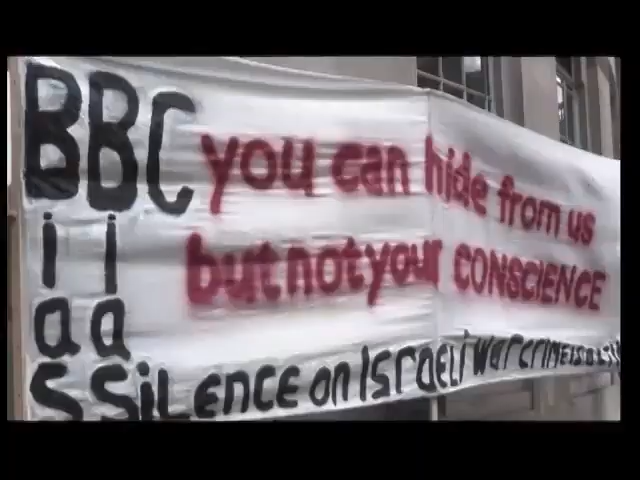 BBC you can hide from us
i i but not your CONSCIENCE
a a
S SiLENCE on ISRAELi WAR CRIMES